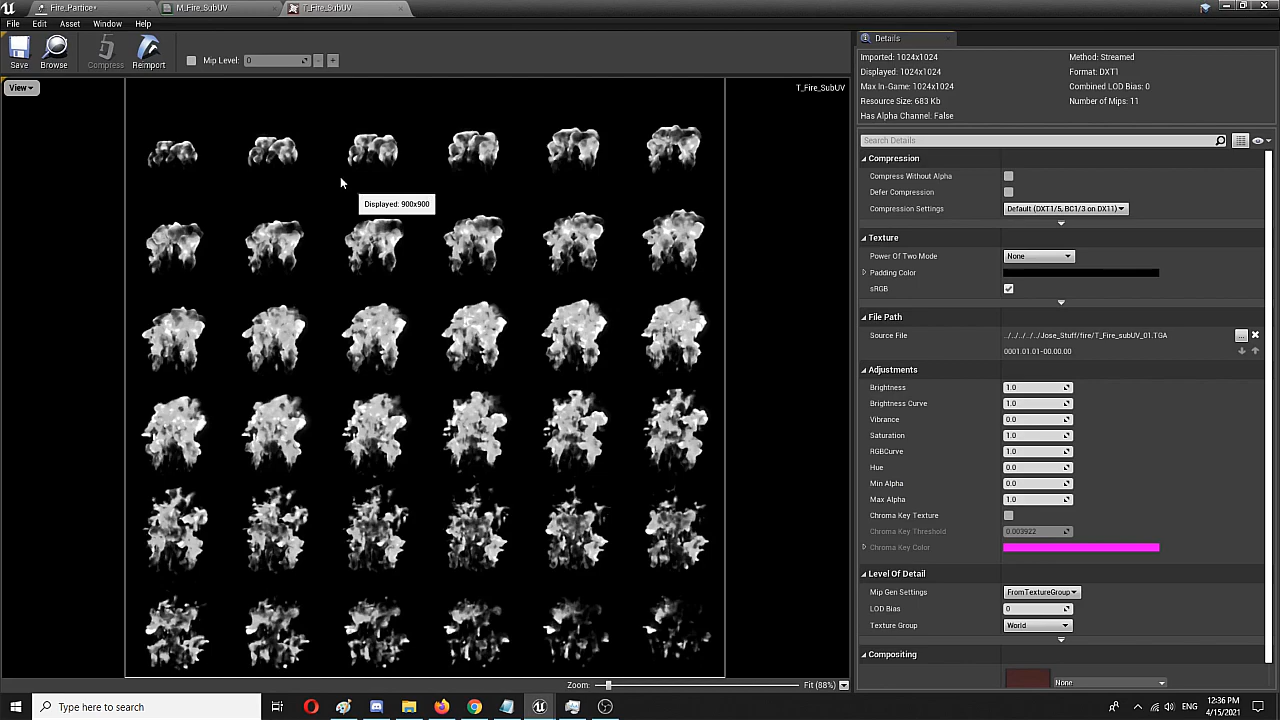 Fire_Partice*
M_Fire_SubUV
T_Fire_SubUV
File Edit Asset Window Help
Save
Browse
Compress
Reimport
Mip Level: 0
View
T_Fire_SubUV
Displayed: 900x900
Zoom:
Fit (88%)
Details
Imported: 1024x1024
Method: Streamed
Displayed: 1024x1024
Format: DXT1
Max In-Game: 1024x1024
Combined LOD Bias: 0
Resource Size: 683 Kb
Number of Mips: 11
Has Alpha Channel: False
Search Details
Compression
Compress Without Alpha
Defer Compression
Compression Settings Default (DXT1/5, BC1/3 on DX11)
Texture
Power Of Two Mode None
Padding Color
sRGB
File Path
Source File ../../../../../Jose_Stuff/fire/T_Fire_subUV_01.TGA
0001.01.01-00.00.00
Adjustments
Brightness 1.0
Brightness Curve 1.0
Vibrance 0.0
Saturation 1.0
RGBCurve 1.0
Hue 0.0
Min Alpha 0.0
Max Alpha 1.0
Chroma Key Texture
Chroma Key Threshold 0.003922
Chroma Key Color
Level Of Detail
Mip Gen Settings FromTextureGroup
LOD Bias 0
Texture Group World
Compositing
None
Type here to search
ENG
12:36 PM
4/15/2021